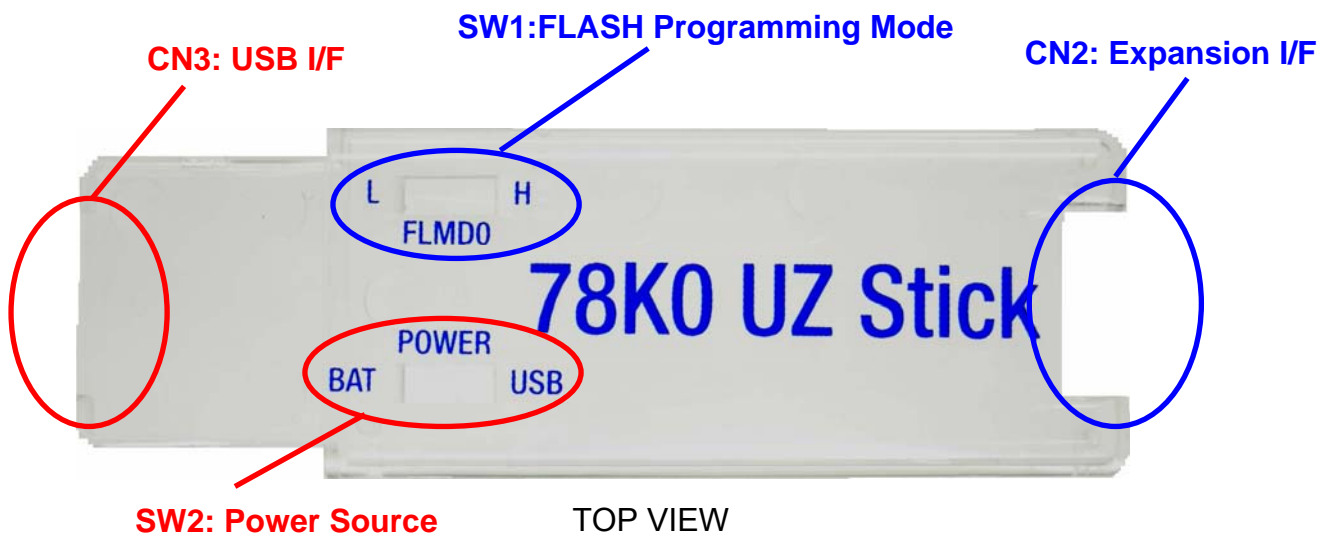 SW1:FLASH Programming Mode
CN3: USB I/F
CN2: Expansion I/F
L H
FLMD0
78K0 UZ Stick
POWER
BAT USB
SW2: Power Source
TOP VIEW